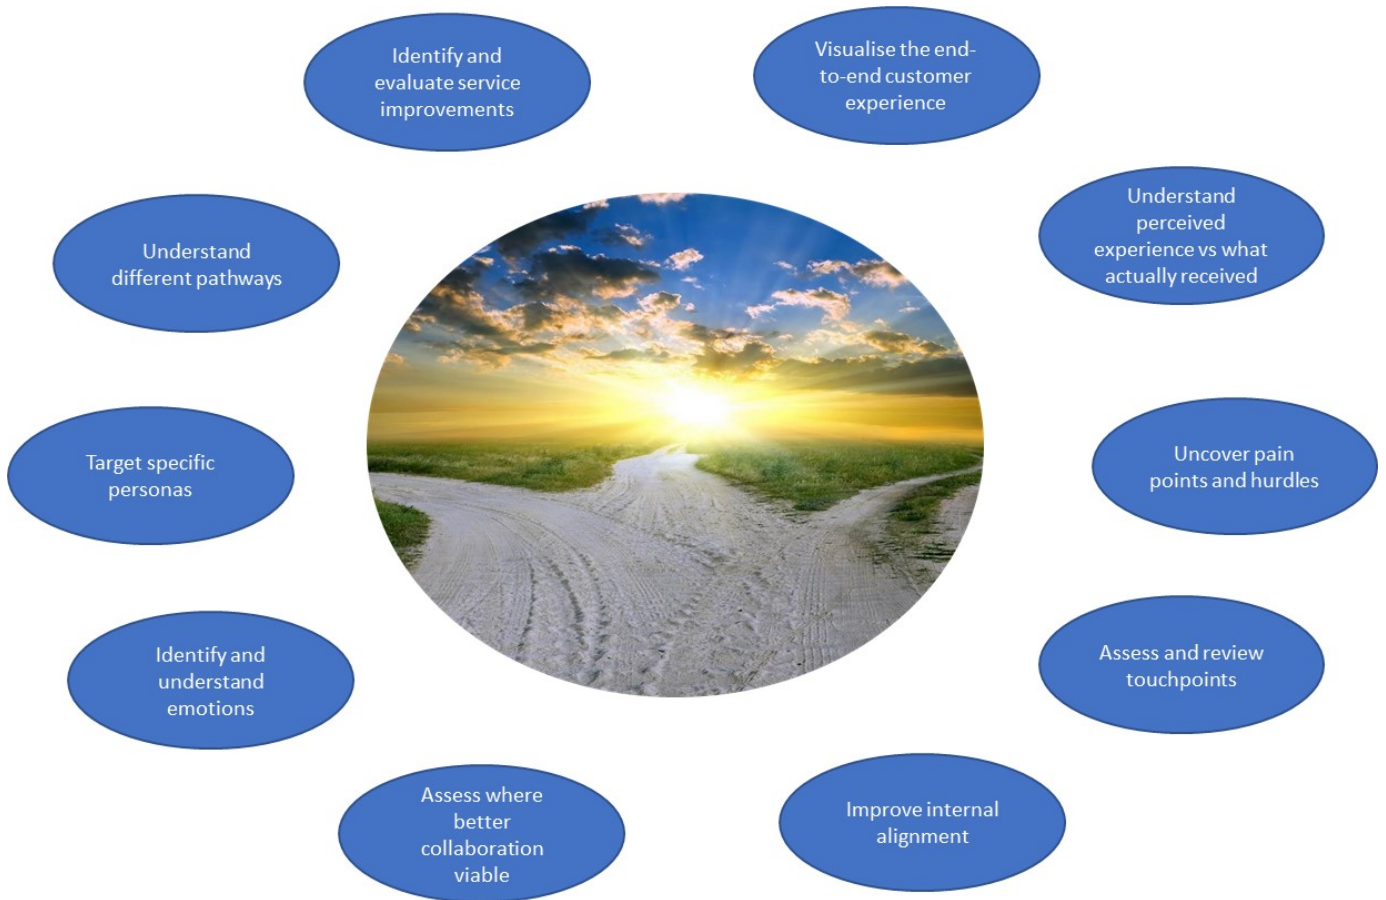 Identify and
evaluate service
improvements
Visualise the end-
to-end customer
experience
Understand
perceived
experience vs what
actually received
Uncover pain
points and hurdles
Assess and review
touchpoints
Improve internal
alignment
Assess where
better
collaboration
viable
Identify and
understand
emotions
Target specific
personas
Understand
different pathways